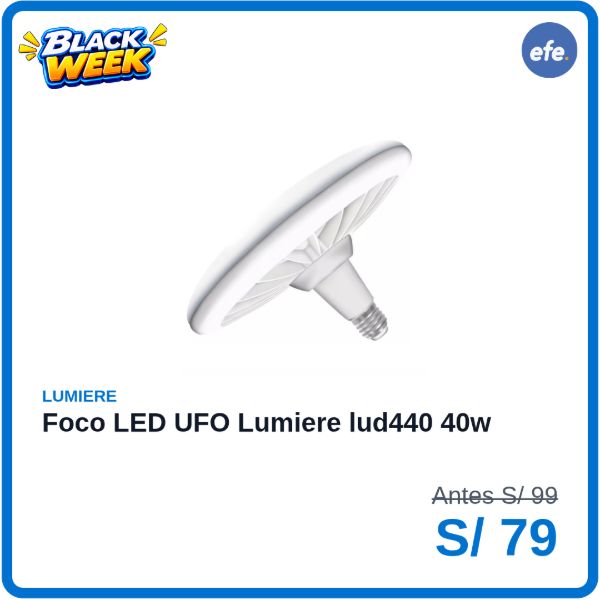 BLACK
WEEK
efe.
LUMIERE
Foco LED UFO Lumiere lud440 40w
Antes S/ 99
S/ 79